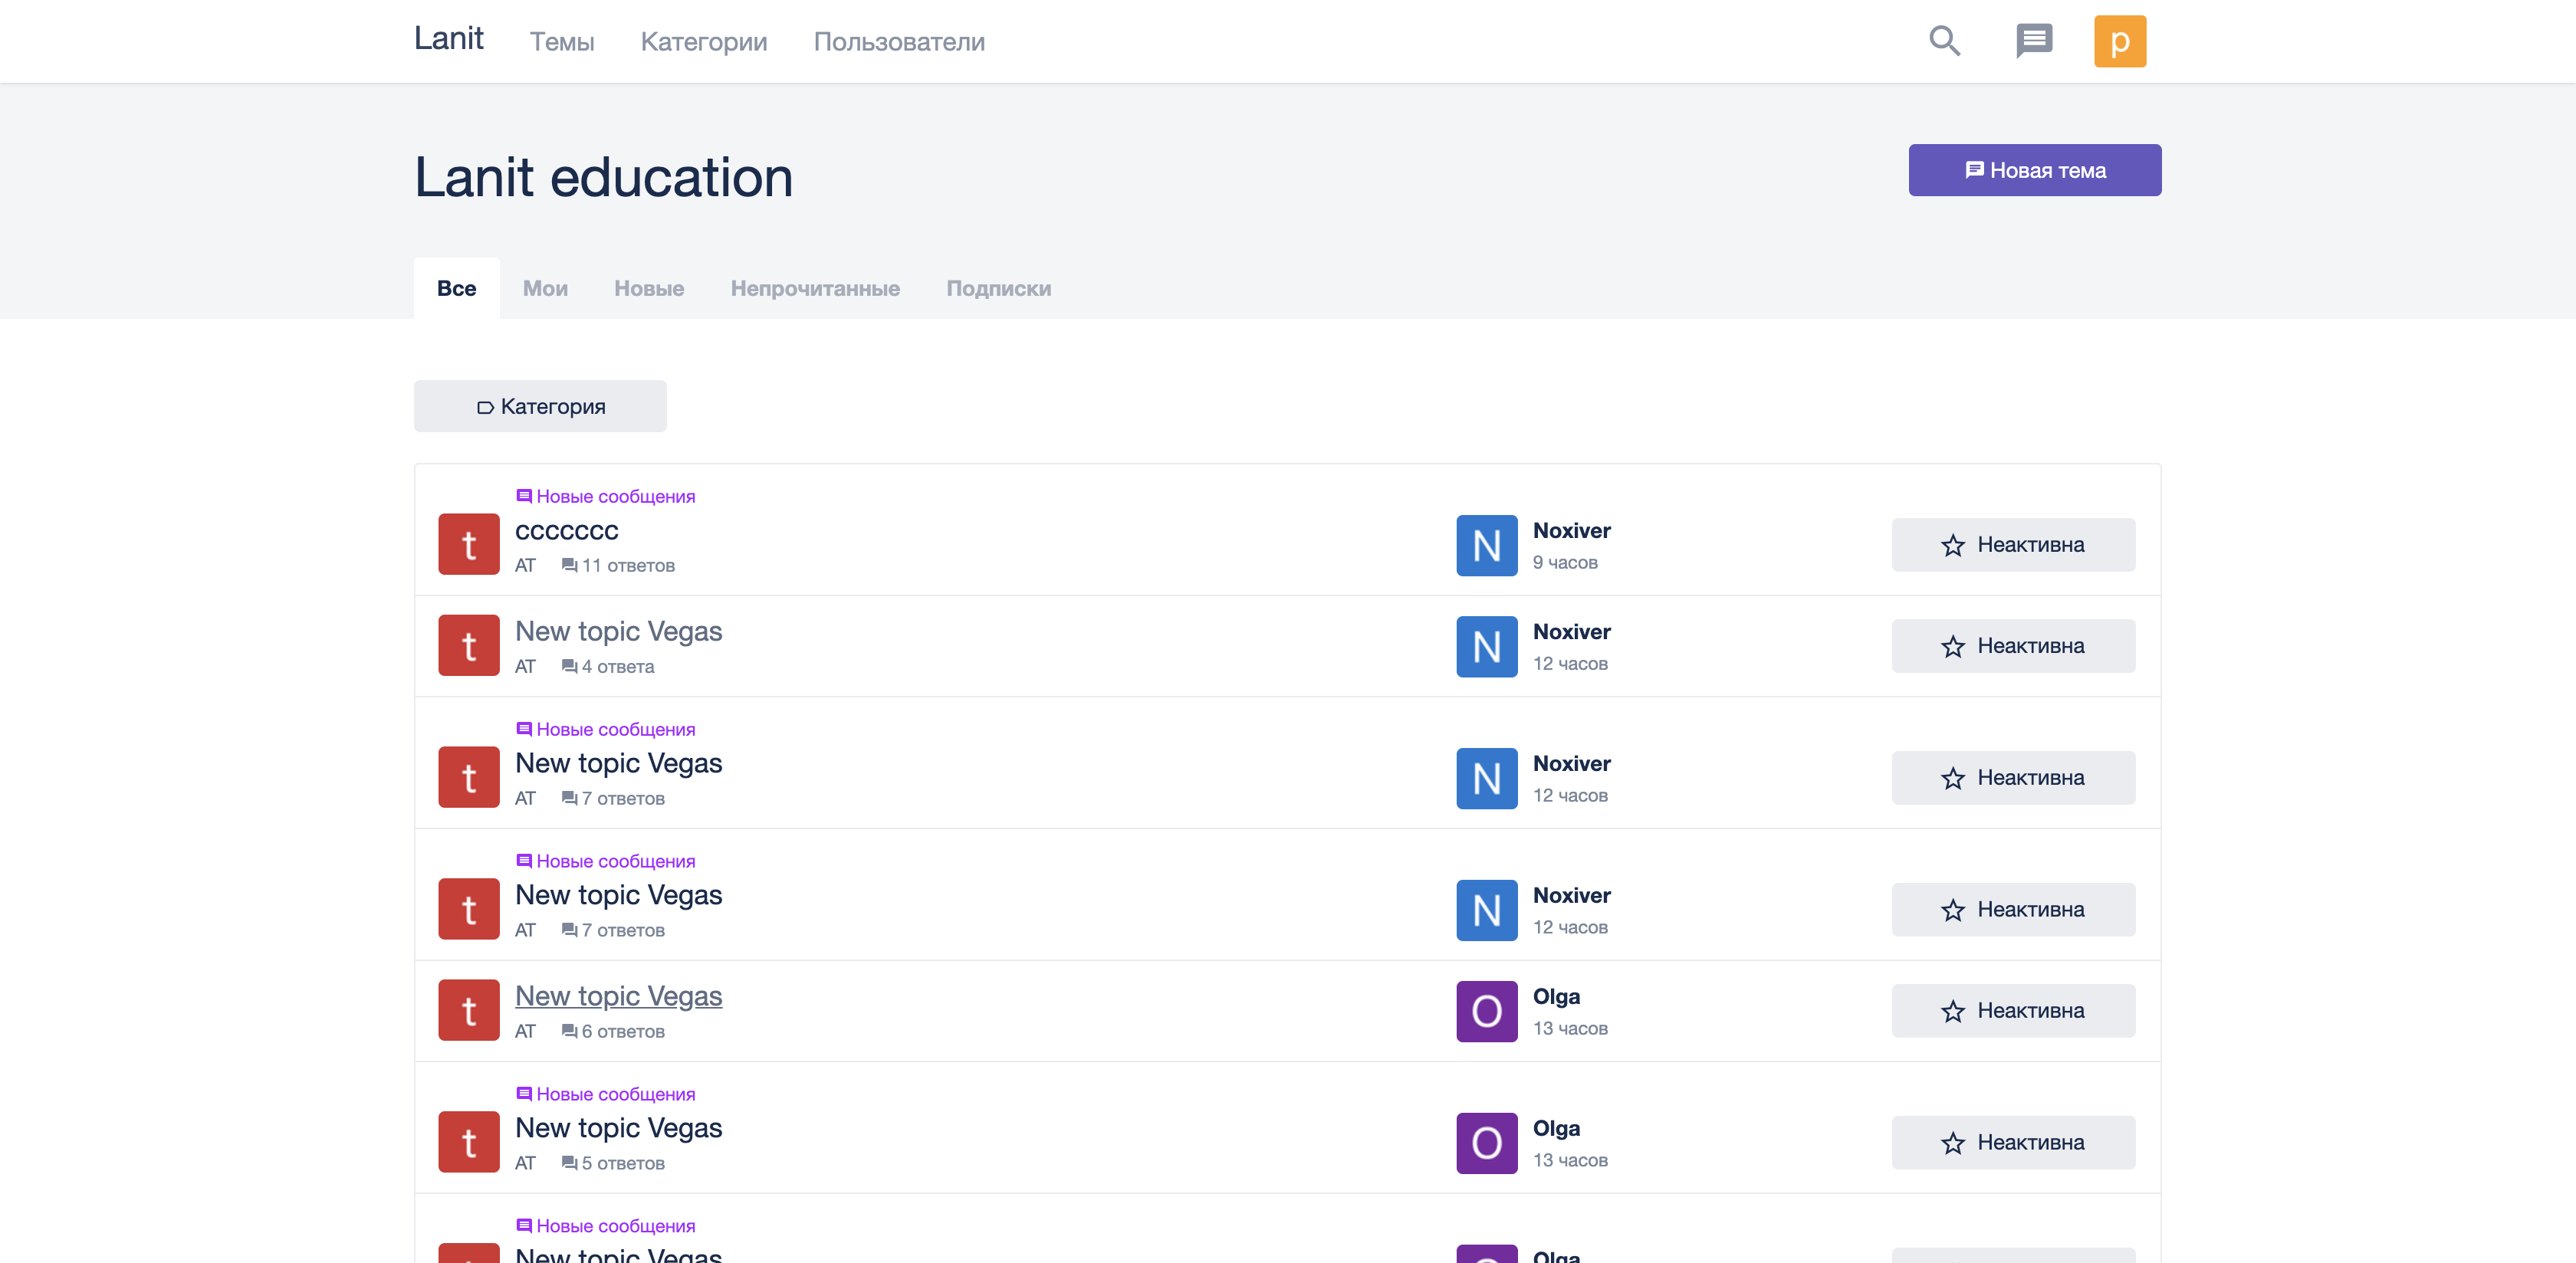 Lanit Темы Категории Пользователи p
Lanit education
Новая тема
Все Мои Новые Непрочитанные Подписки
Категория
Новые сообщения
t ссссссс N Noxiver Неактивна
AT 11 ответов 9 часов
t New topic Vegas N Noxiver Неактивна
AT 4 ответа 12 часов
Новые сообщения
t New topic Vegas N Noxiver Неактивна
AT 7 ответов 12 часов
Новые сообщения
t New topic Vegas N Noxiver Неактивна
AT 7 ответов 12 часов
t New topic Vegas O Olga Неактивна
AT 6 ответов 13 часов
Новые сообщения
t New topic Vegas O Olga Неактивна
AT 5 ответов 13 часов
Новые сообщения
New topic Vegas Olga